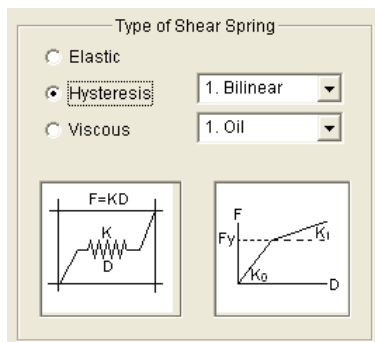 Type of Shear Spring
Elastic
Hysteresis 1. Bilinear
Viscous 1. Oil
F=KD
K
D
F
Fy
K1
K0
D